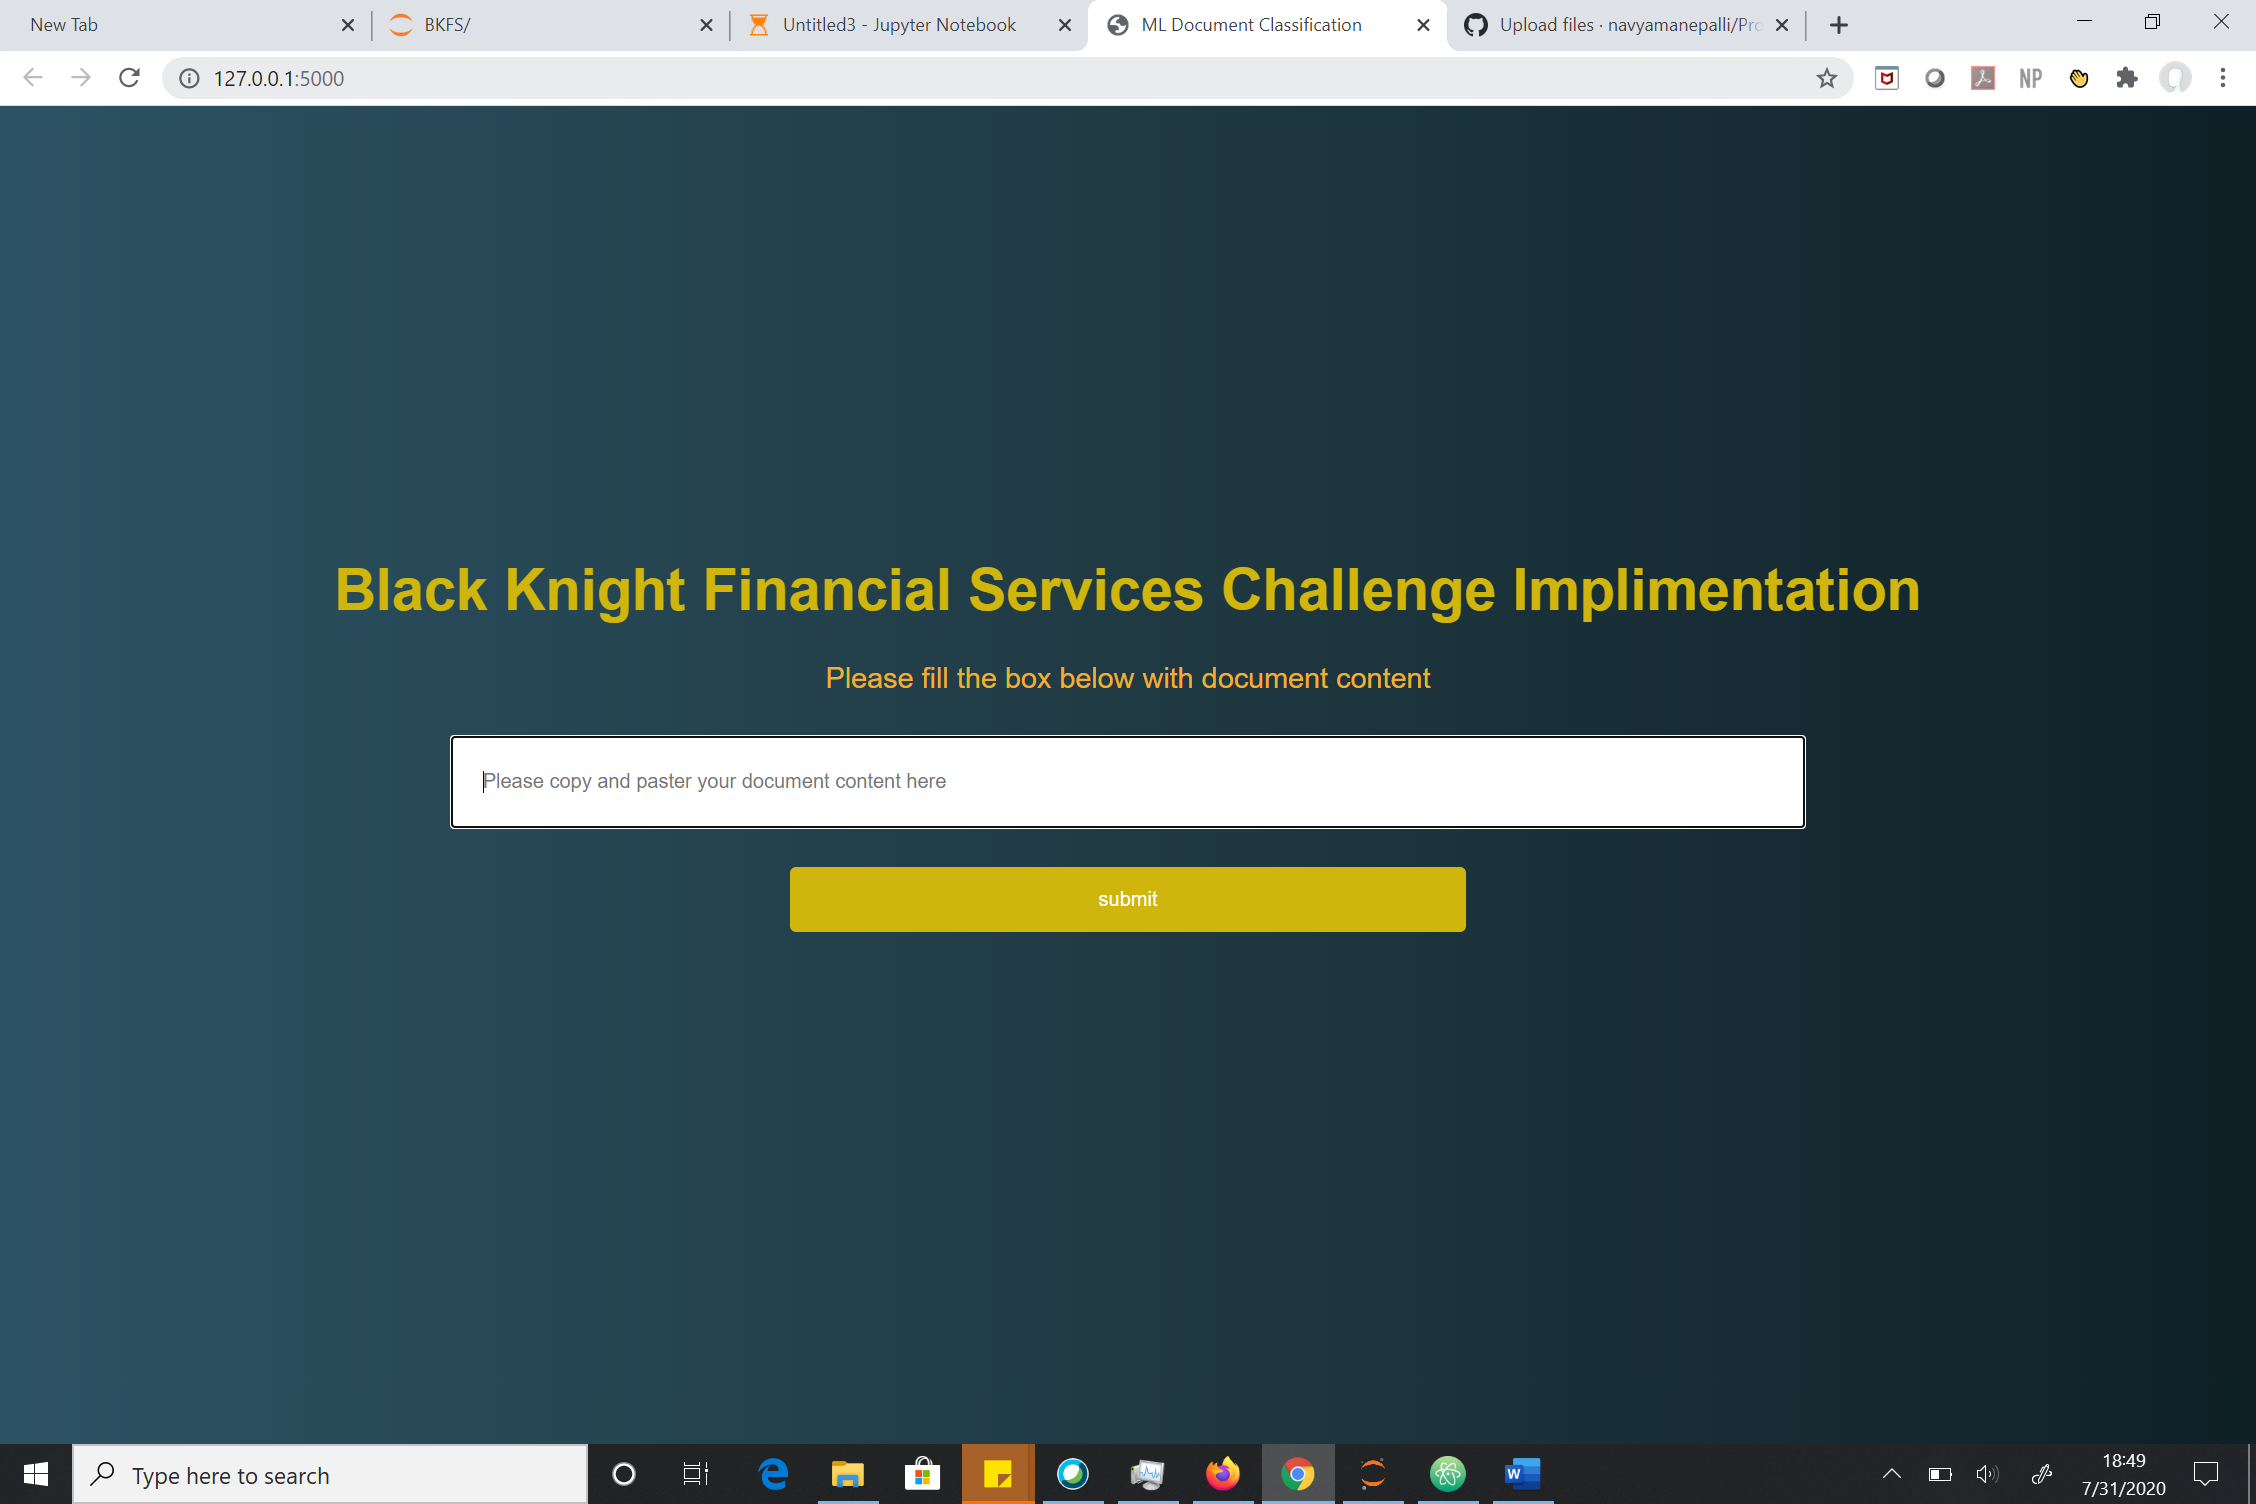 New Tab
BKFS/
Untitled3 - Jupyter Notebook
ML Document Classification
Upload files · navyamanepalli/Pro
127.0.0.1:5000
NP
Black Knight Financial Services Challenge Implimentation
Please fill the box below with document content
Please copy and paster your document content here
submit
Type here to search
W
18:49
7/31/2020